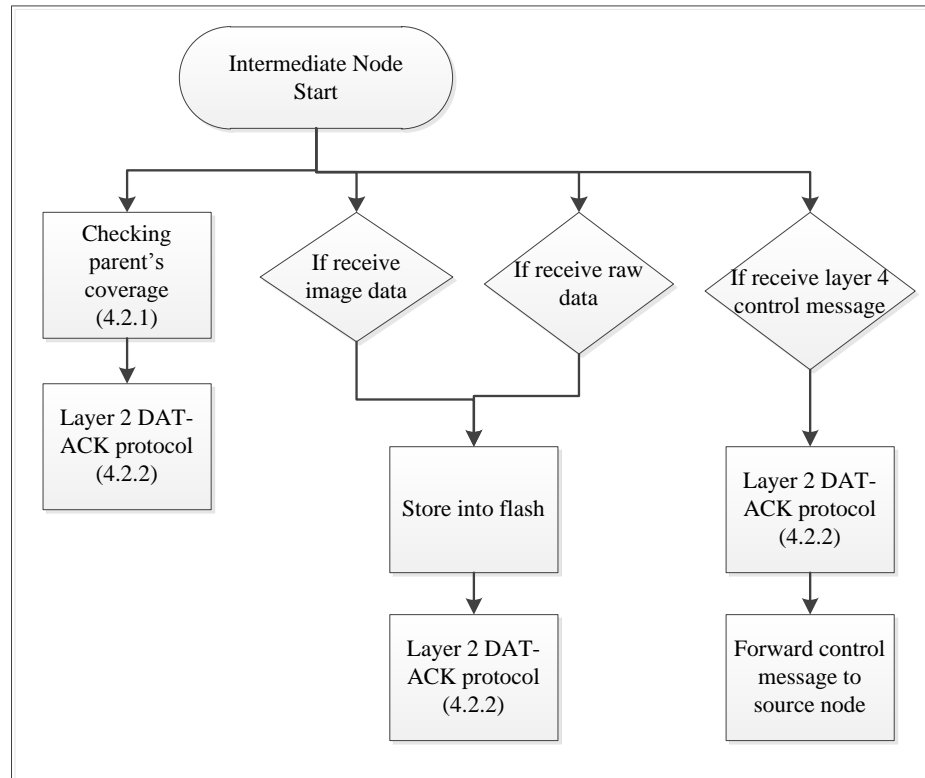 Intermediate Node
Start
Checking
parent's
coverage
(4.2.1)
If receive
image data
If receive raw
data
If receive layer 4
control message
Layer 2 DAT-
ACK protocol
(4.2.2)
Store into flash
Layer 2 DAT-
ACK protocol
(4.2.2)
Layer 2 DAT-
ACK protocol
(4.2.2)
Forward control
message to
source node